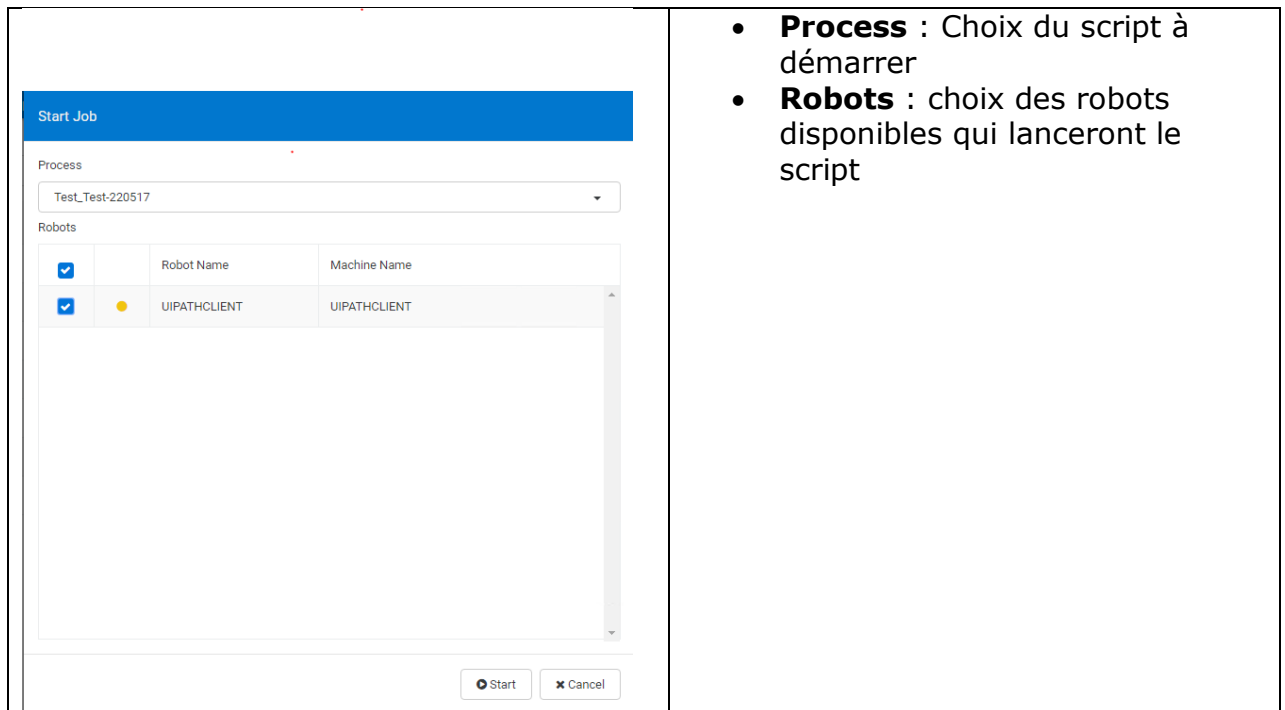 Start Job
Process
Test_Test-220517
Robots
Robot Name Machine Name
UIPATHCLIENT UIPATHCLIENT
Start Cancel
• Process : Choix du script à
démarrer
• Robots : choix des robots
disponibles qui lanceront le
script